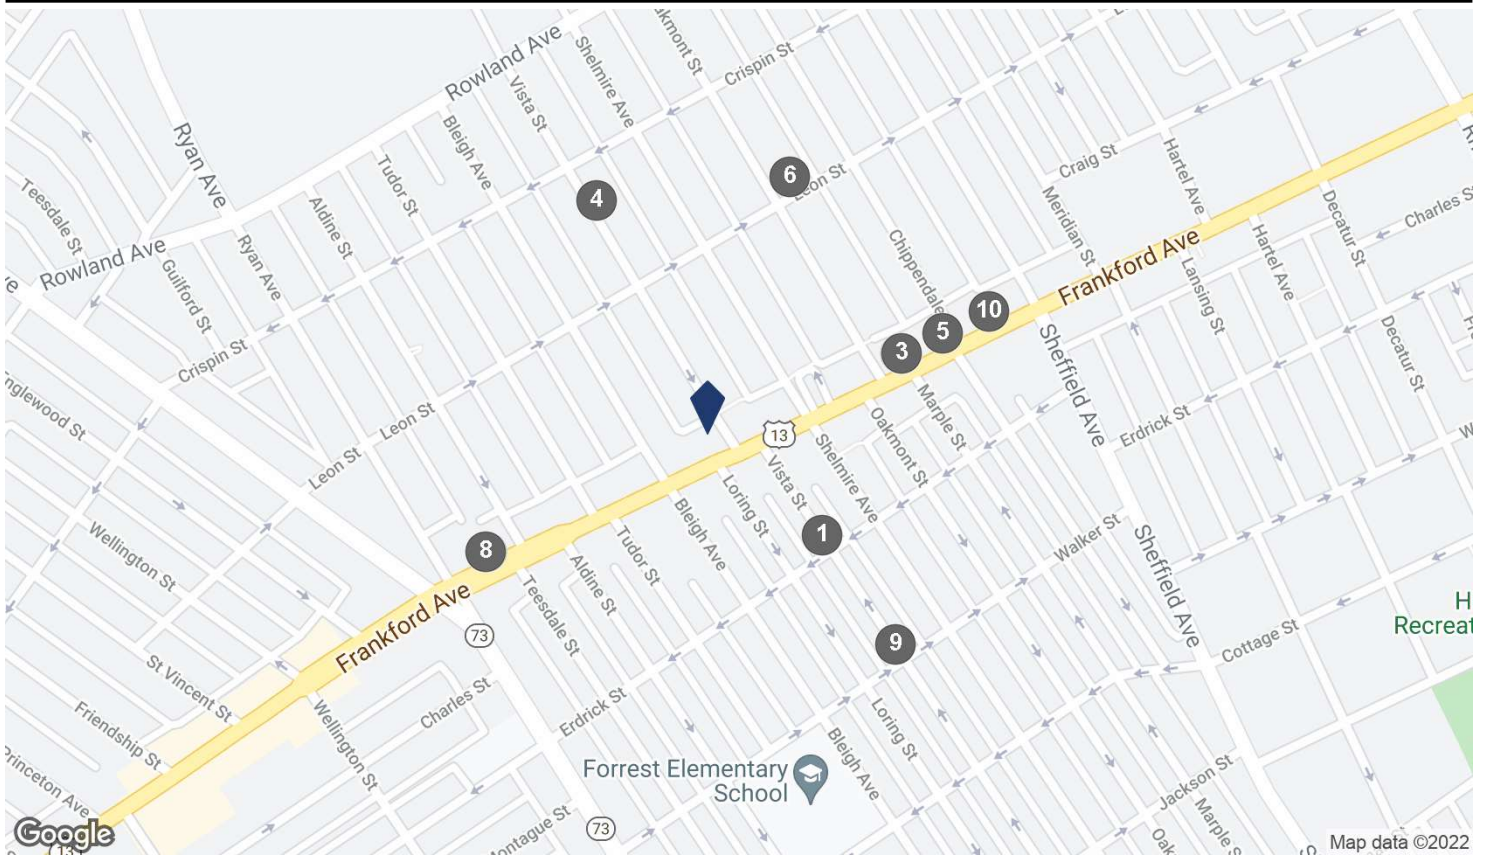 Rowland Ave
Shelmire Ave
akmont St
Crispin St
Vista St
Bleigh Ave
Ryan Ave
Tudor St
Teesdale St
Aldine St
4
6
Leon St
Craig St
Hartel Ave
Meridian St
Decatur St
Charles S
Rowland Ave
Guilford St
Ryan Ave
Chippendale
Frankford Ave
Lansing St
Hartel Ave
10
5
3
Crispin St
Sheffield Ave
Decatur St
nglewood St
Leon St
Leon St
13
Marple St
Oakmont St
Erdrick St
Shelmire Ave
Vista St
Loring St
Bleigh Ave
1
8
Wellington St
Tudor St
Aldine St
Teesdale St
Walker St
Sheffield Ave
Frankford Ave
73
9
H
Recreat
Cottage St
St Vincent St
Friendship St
Wellington St
Charles St
Erdrick St
Loring St
Bleigh Ave
Princeton Ave
Forrest Elementary
School
Jackson St
Marple S
Oak
Montague St
73
13
Google
Map data ©2022